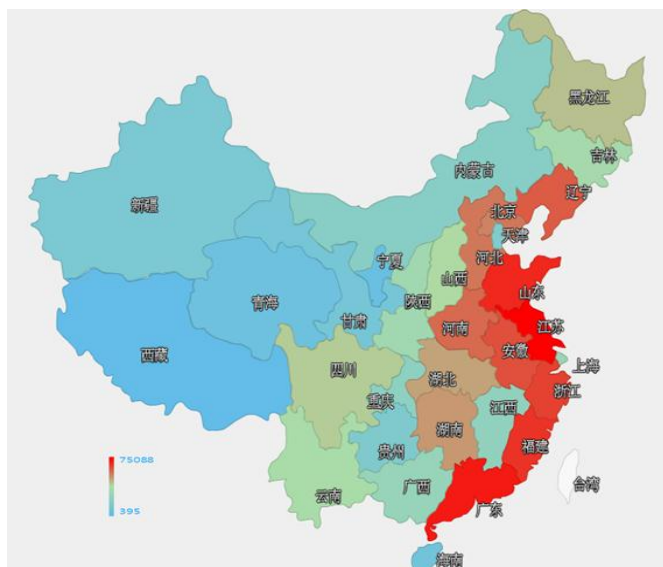 黑龙江
吉林
内蒙古
辽宁
新疆
北京
天津
河北
宁夏
山西
青海
陕西
山东
甘肃
河南
江苏
西藏
安徽
四川
湖北
上海
重庆
江西
浙江
湖南
贵州
福建
75088
395
云南
广西
台湾
广东
海南